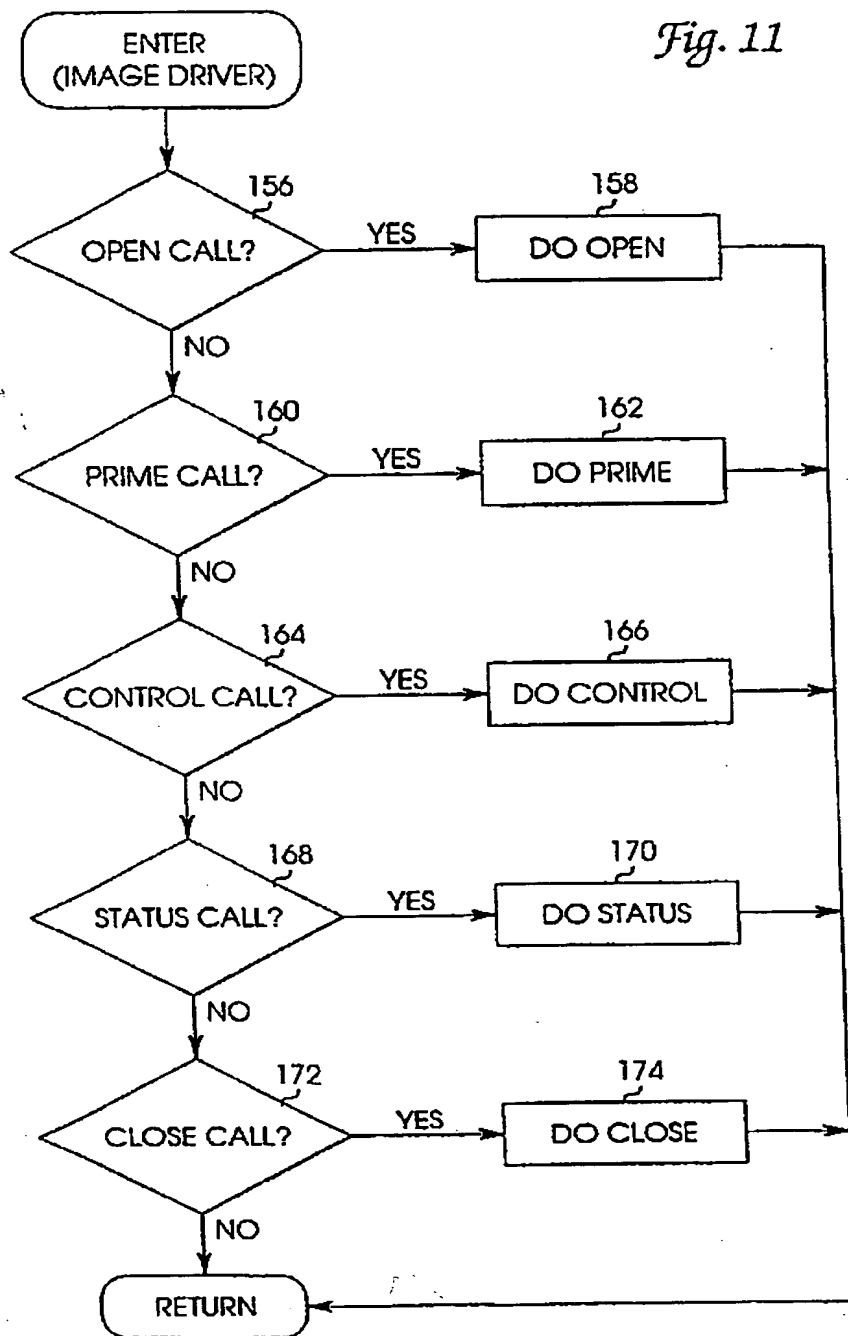 Fig. 11
ENTER
(IMAGE DRIVER)
156
OPEN CALL?
YES
158
DO OPEN
NO
160
PRIME CALL?
YES
162
DO PRIME
NO
164
CONTROL CALL?
YES
166
DO CONTROL
NO
168
STATUS CALL?
YES
170
DO STATUS
NO
172
CLOSE CALL?
YES
174
DO CLOSE
NO
RETURN